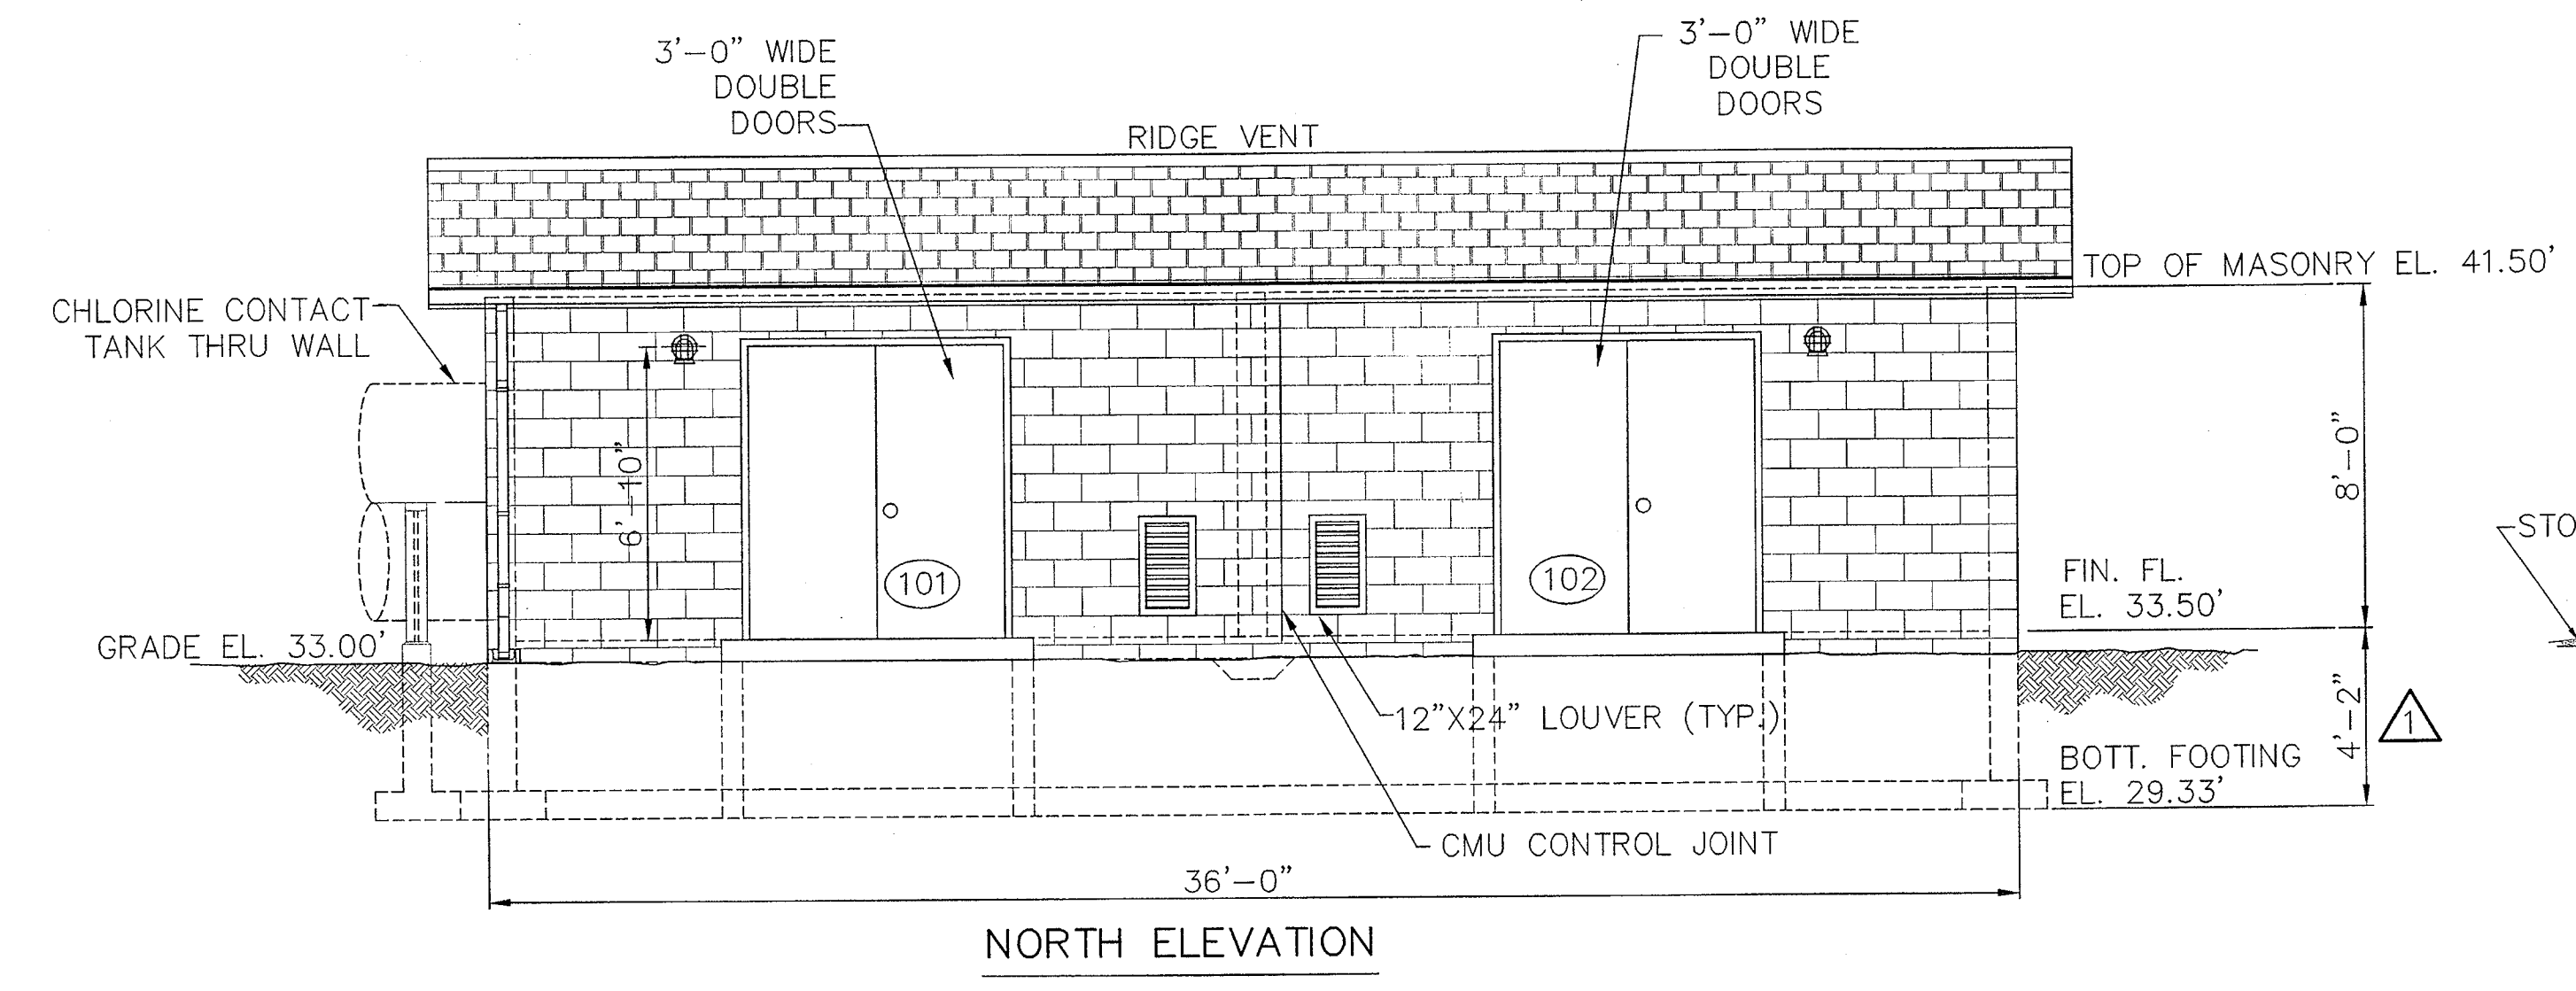 3'-0" WIDE
DOUBLE
DOORS
3'-0" WIDE
DOUBLE
DOORS
RIDGE VENT
TOP OF MASONRY EL. 41.50'
CHLORINE CONTACT
TANK THRU WALL
6'-10"
8'-0"
101
102
FIN. FL.
EL. 33.50'
STO
GRADE EL. 33.00'
12"X24" LOUVER (TYP.)
4'-2"
1
BOTT. FOOTING
EL. 29.33'
CMU CONTROL JOINT
36'-0"
NORTH ELEVATION